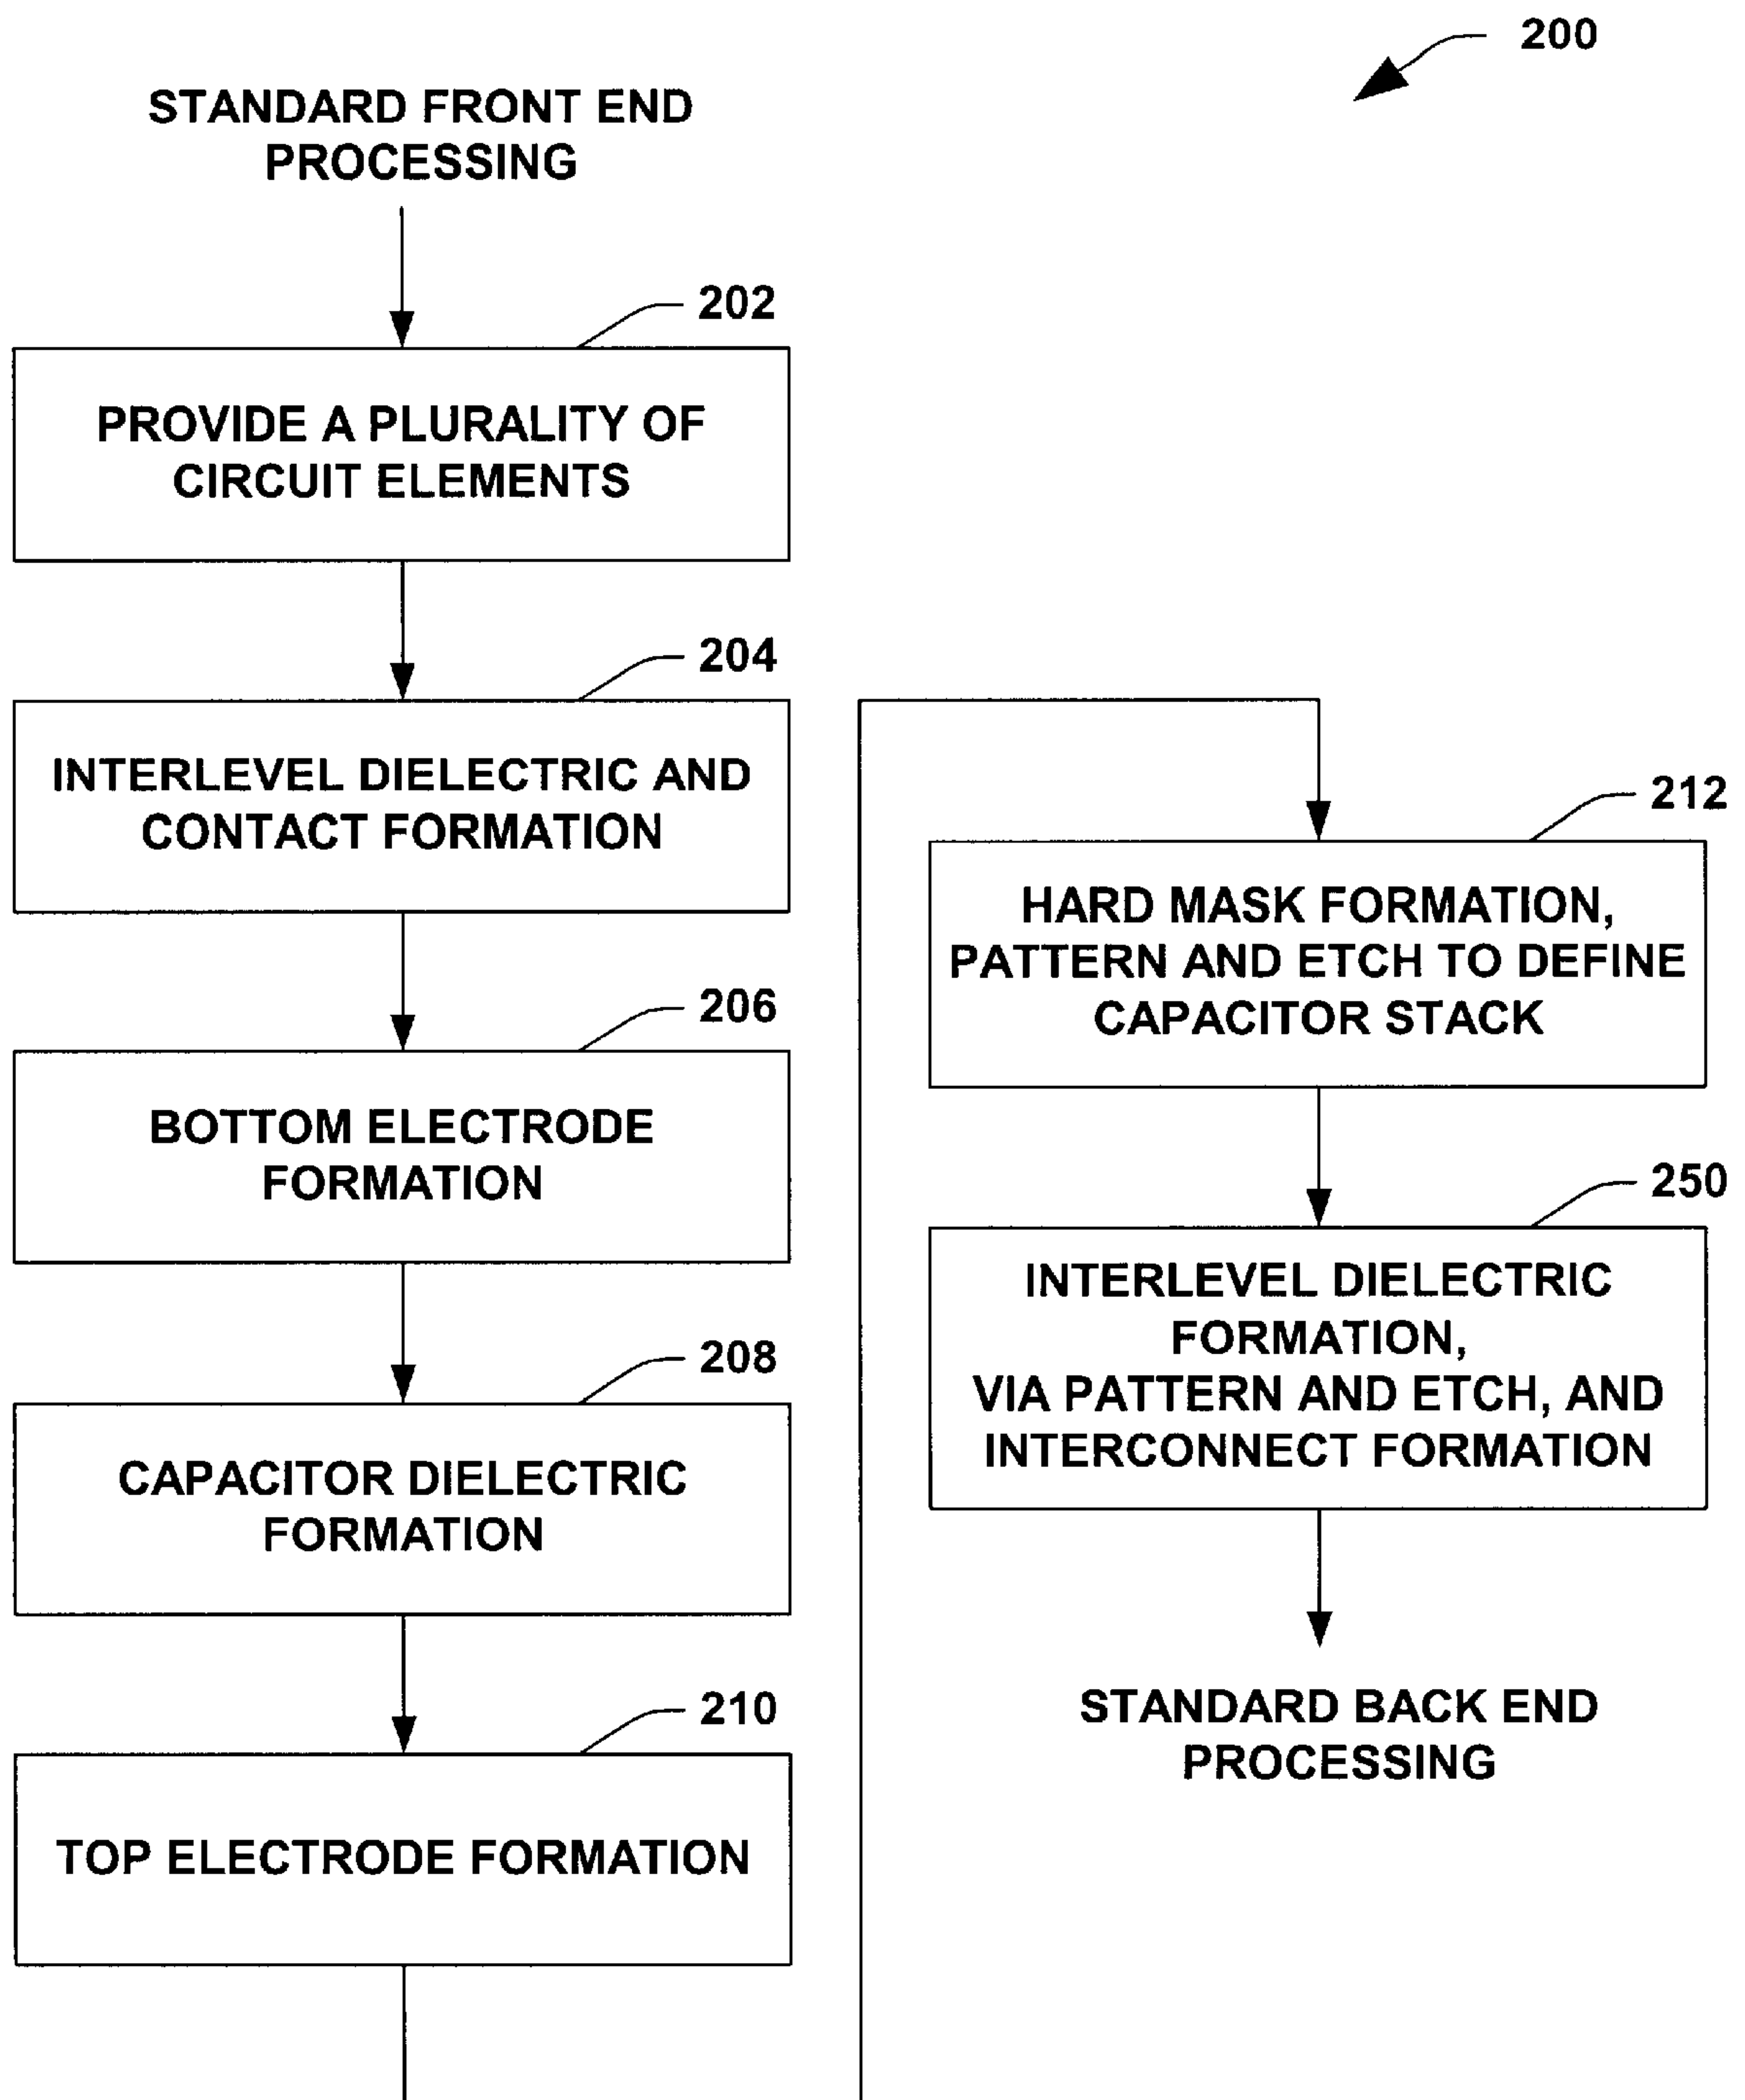 200
STANDARD FRONT END
PROCESSING
202
PROVIDE A PLURALITY OF
CIRCUIT ELEMENTS
204
INTERLEVEL DIELECTRIC AND
CONTACT FORMATION
206
BOTTOM ELECTRODE
FORMATION
208
CAPACITOR DIELECTRIC
FORMATION
210
TOP ELECTRODE FORMATION
212
HARD MASK FORMATION,
PATTERN AND ETCH TO DEFINE
CAPACITOR STACK
250
INTERLEVEL DIELECTRIC
FORMATION,
VIA PATTERN AND ETCH, AND
INTERCONNECT FORMATION
STANDARD BACK END
PROCESSING